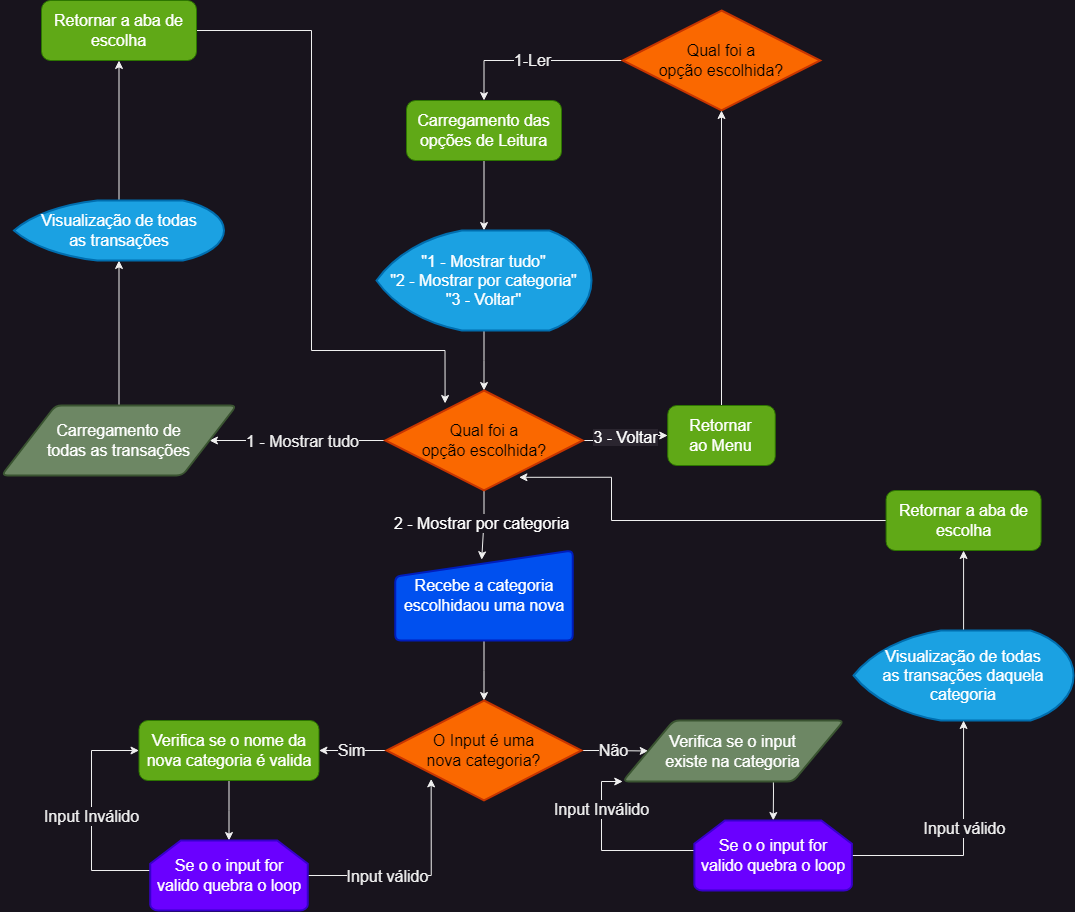 Retornar a aba de
escolha
Qual foi a
opção escolhida?
1-Ler
Carregamento das
opções de Leitura
Visualização de todas
as transações
"1 - Mostrar tudo"
"2 - Mostrar por categoria"
"3 - Voltar"
Carregamento de
todas as transações
1 - Mostrar tudo
Qual foi a
opção escolhida?
3 - Voltar
Retornar
ao Menu
2 - Mostrar por categoria
Retornar a aba de
escolha
Recebe a categoria
escolhidaou uma nova
Visualização de todas
as transações daquela
categoria
Verifica se o nome da
nova categoria é valida
Sim
O Input é uma
nova categoria?
Não
Verifica se o input
existe na categoria
Input Inválido
Input Inválido
Input válido
Se o o input for
valido quebra o loop
Input válido
Se o o input for
valido quebra o loop